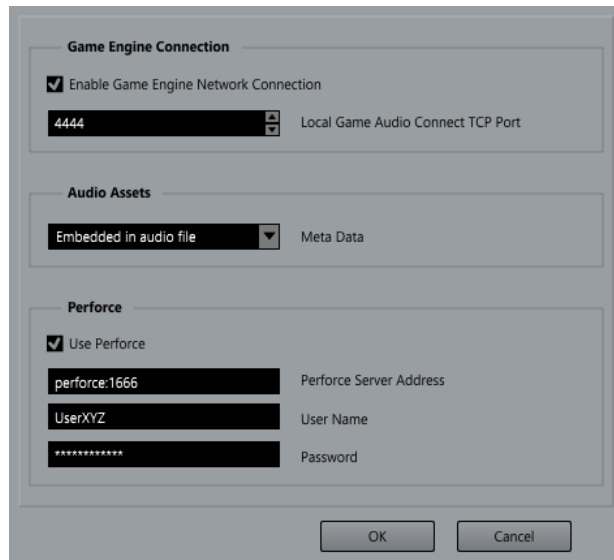 Game Engine Connection
Enable Game Engine Network Connection
4444 Local Game Audio Connect TCP Port
Audio Assets
Embedded in audio file Meta Data
Perforce
Use Perforce
perforce:1666 Perforce Server Address
UserXYZ User Name
************ Password
OK Cancel